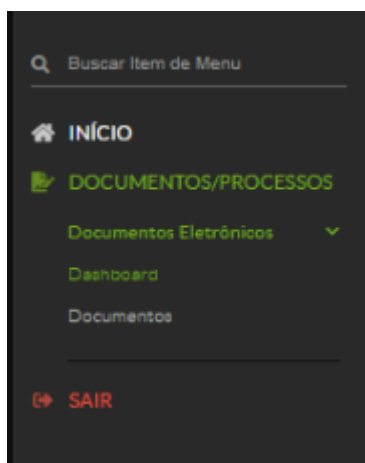 Buscar Item de Menu
INÍCIO
DOCUMENTOS/PROCESSOS
Documentos Eletrônicos
Dashboard
Documentos
SAIR